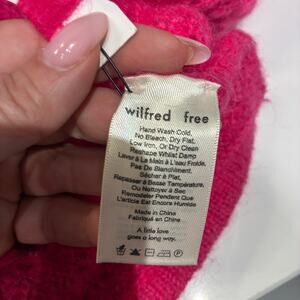 wilfred free
Hand Wash Cold,
No Bleach, Dry Flat,
Low Iron, Or Dry Clean
Reshape Whilst Damp
Laver À La Main À L'eau Froide,
Pas De Blanchiment,
Sécher À Plat,
Repasser À Basse Température,
Ou Nettoyer À Sec
Remodeler Pendant Que
L'article Est Encore Humide
Made in China
Fabriqué en China
A little love
goes a long way.